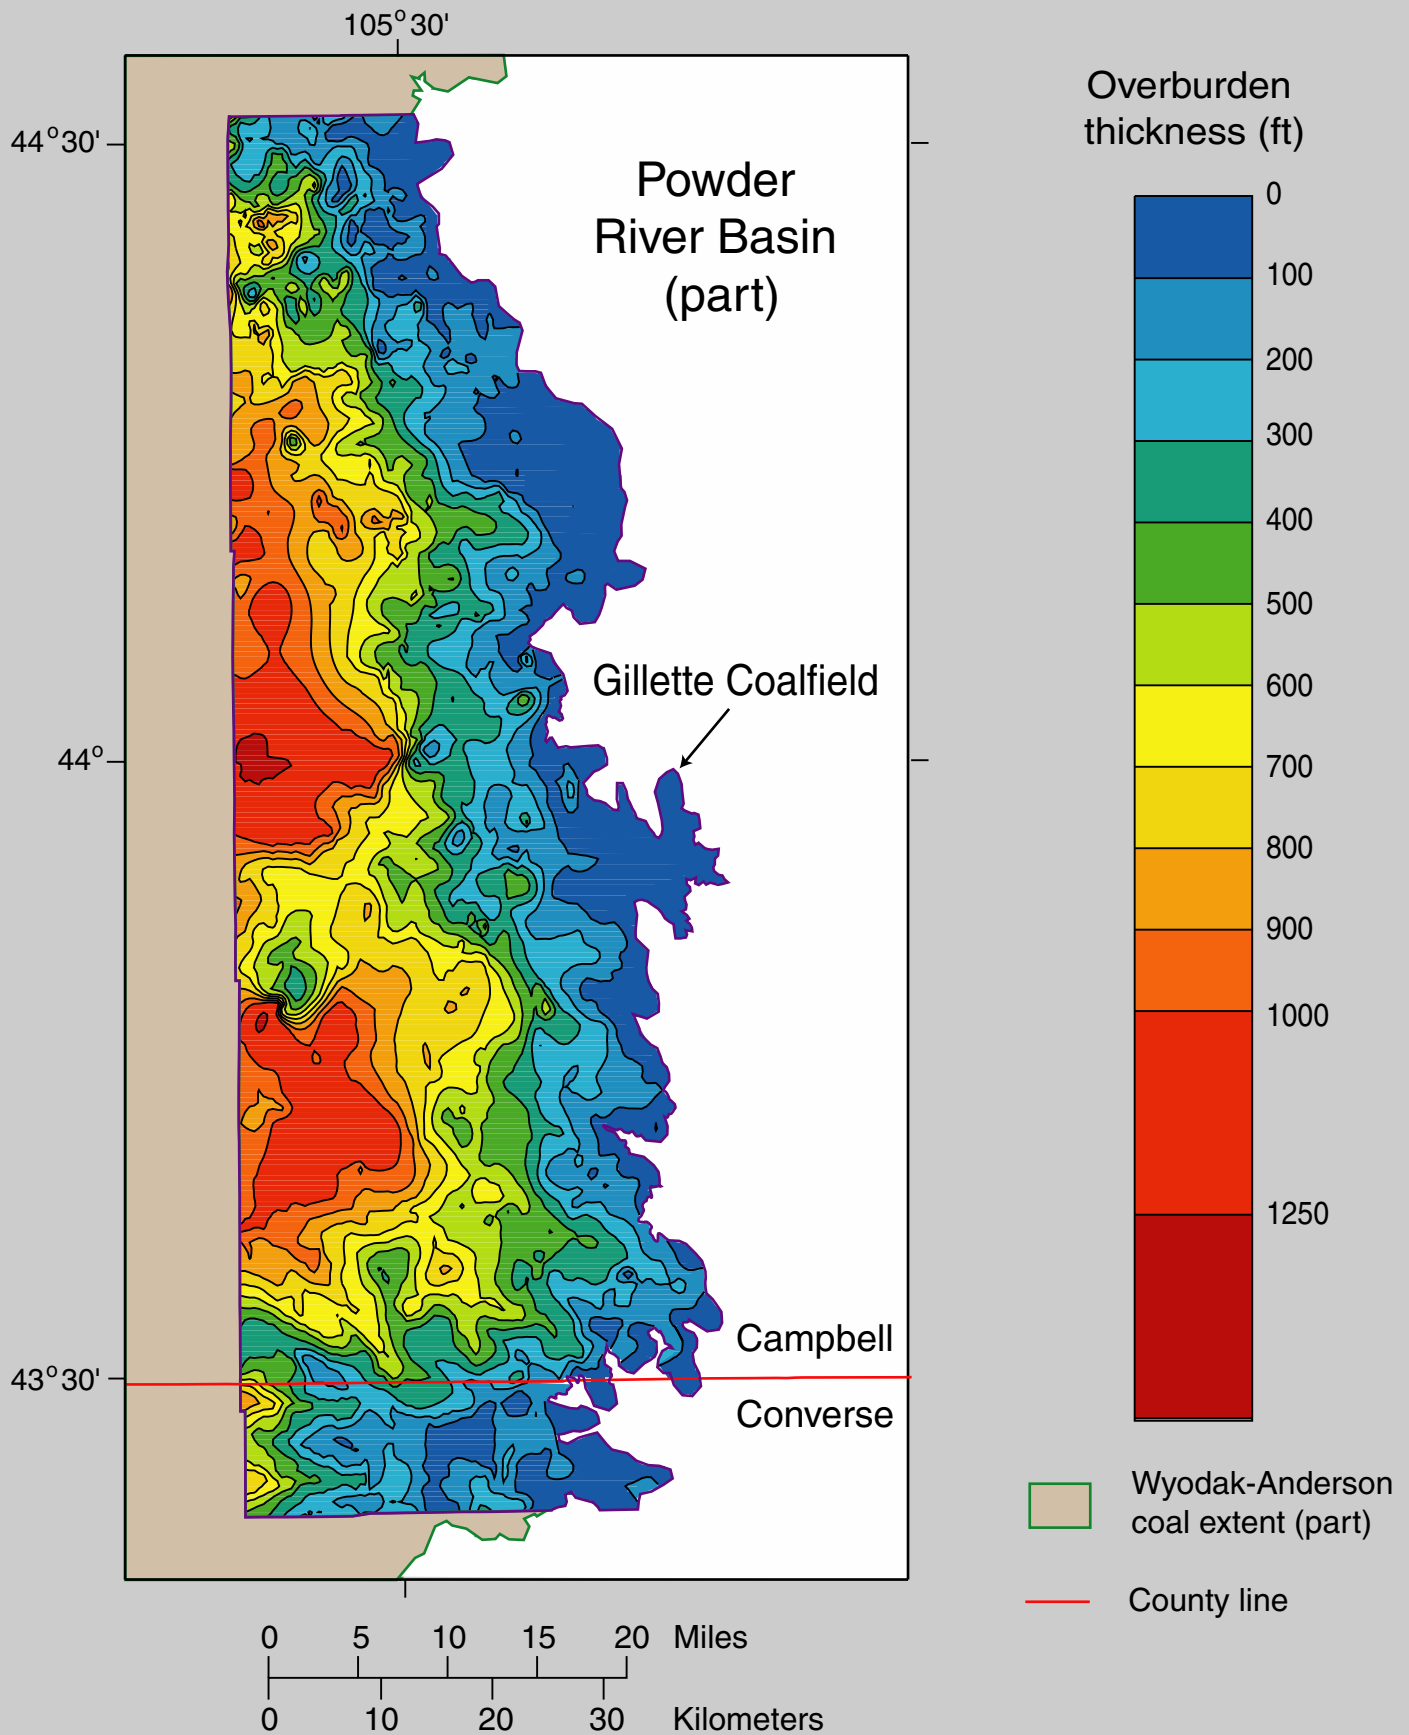 105°30'
44°30'
44°
43°30'
Powder
River Basin
(part)
Gillette Coalfield
Campbell
Converse
Overburden
thickness (ft)
0
100
200
300
400
500
600
700
800
900
1000
1250
Wyodak-Anderson
coal extent (part)
County line
0 5 10 15 20 Miles
0 10 20 30 Kilometers